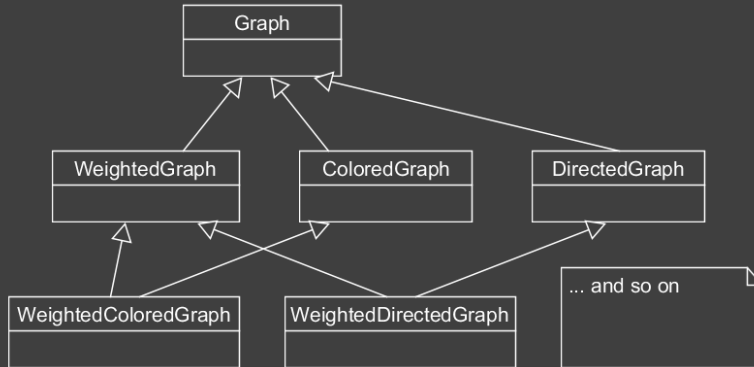 Graph
WeightedGraph
ColoredGraph
DirectedGraph
WeightedColoredGraph
WeightedDirectedGraph
... and so on